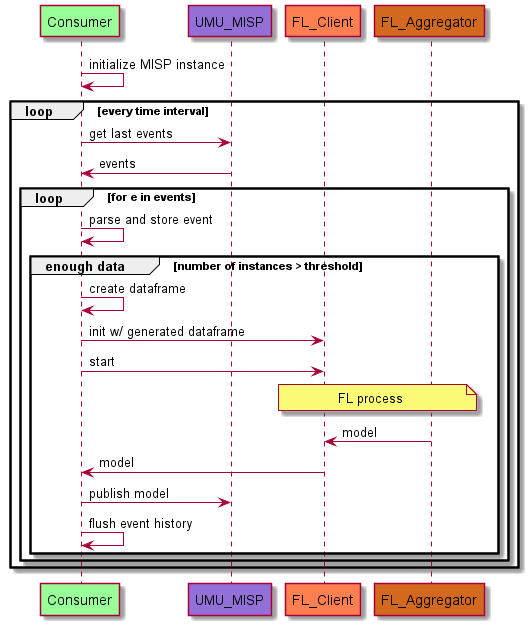 Consumer UMU_MISP FL_Client FL_Aggregator
initialize MISP instance
loop [every time interval]
get last events
events
loop [for e in events]
parse and store event
enough data [number of instances > threshold]
create dataframe
init w/ generated dataframe
start
FL process
model
model
publish model
flush event history
Consumer UMU_MISP FL_Client FL_Aggregator